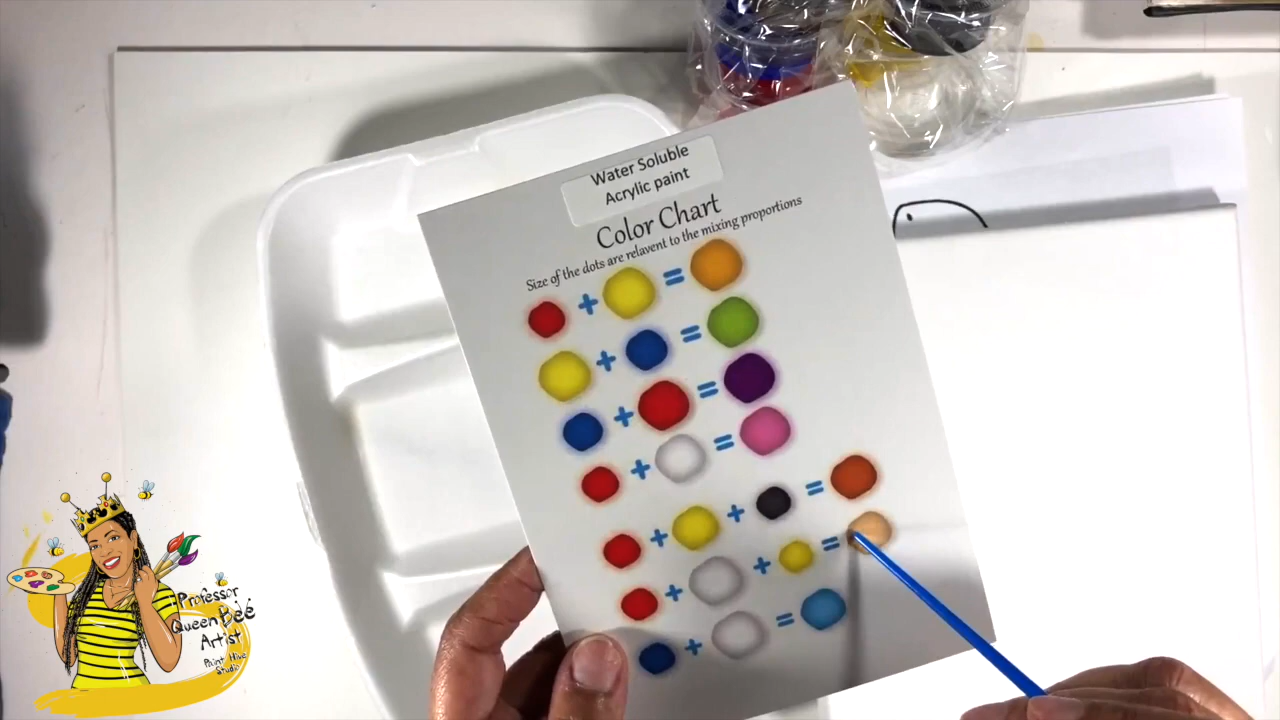 Water Soluble
Acrylic paint
Color Chart
Size of the dots are relavent to the mixing proportions
Professor
Queen Beé
Artist
Paint Hive
Studio